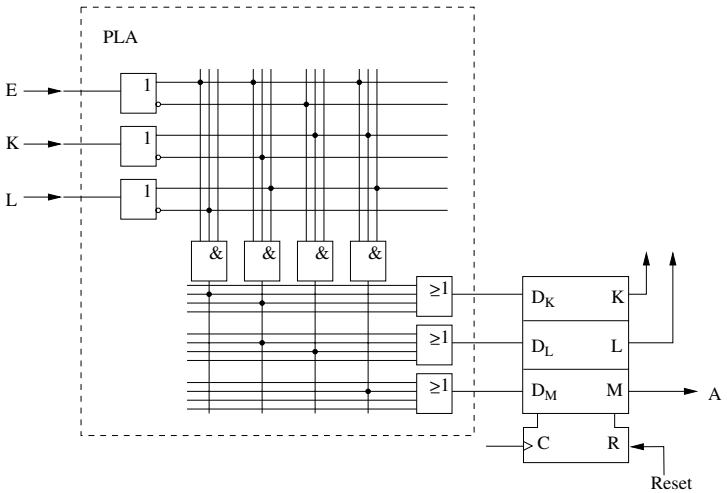 PLA
E 1
K 1
L 1
& & & &
≥1 D_K K
≥1 D_L L
≥1 D_M M A
C R
Reset